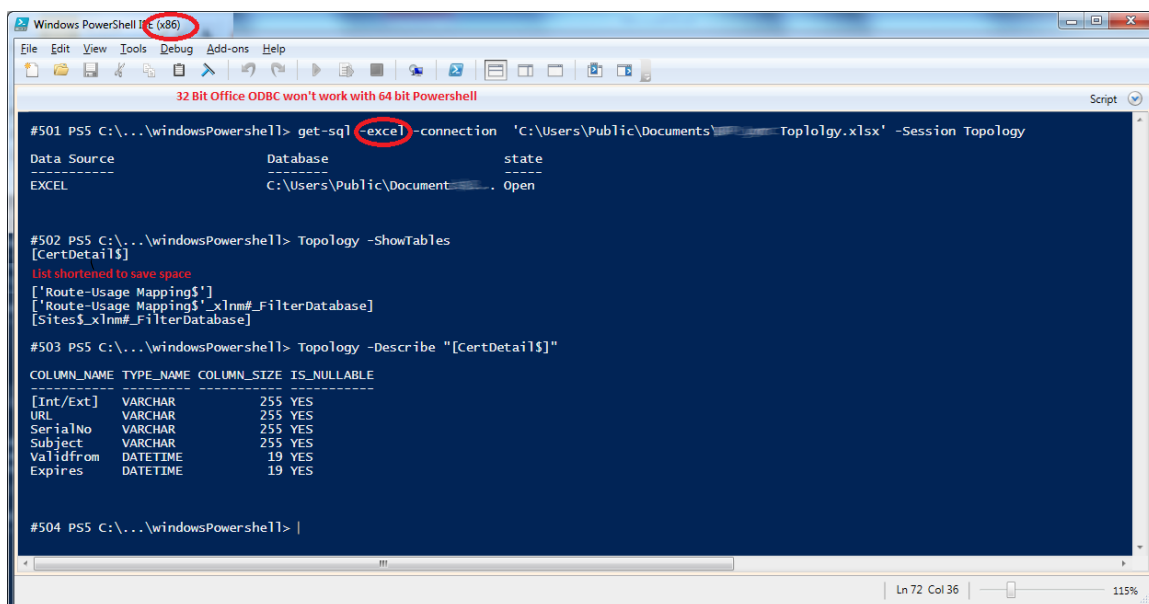 Windows PowerShell ISE (x86)
File Edit View Tools Debug Add-ons Help
32 Bit Office ODBC won't work with 64 bit Powershell
Script
#501 PS5 C:\...\windowsPowershell> get-sql -excel -connection 'C:\Users\Public\Documents\ Toplolgy.xlsx' -Session Topology
Data Source Database state
----------- -------- -----
EXCEL C:\Users\Public\Document . Open
#502 PS5 C:\...\windowsPowershell> Topology -ShowTables
[CertDetail$]
List shortened to save space
['Route-Usage Mapping$']
['Route-Usage Mapping$'_xlnm#_FilterDatabase]
[Sites$_xlnm#_FilterDatabase]
#503 PS5 C:\...\windowsPowershell> Topology -Describe "[CertDetail$]"
COLUMN_NAME TYPE_NAME COLUMN_SIZE IS_NULLABLE
----------- --------- ----------- -----------
[Int/Ext] VARCHAR 255 YES
URL VARCHAR 255 YES
SerialNo VARCHAR 255 YES
Subject VARCHAR 255 YES
Validfrom DATETIME 19 YES
Expires DATETIME 19 YES
#504 PS5 C:\...\windowsPowershell>
Ln 72 Col 36 115%